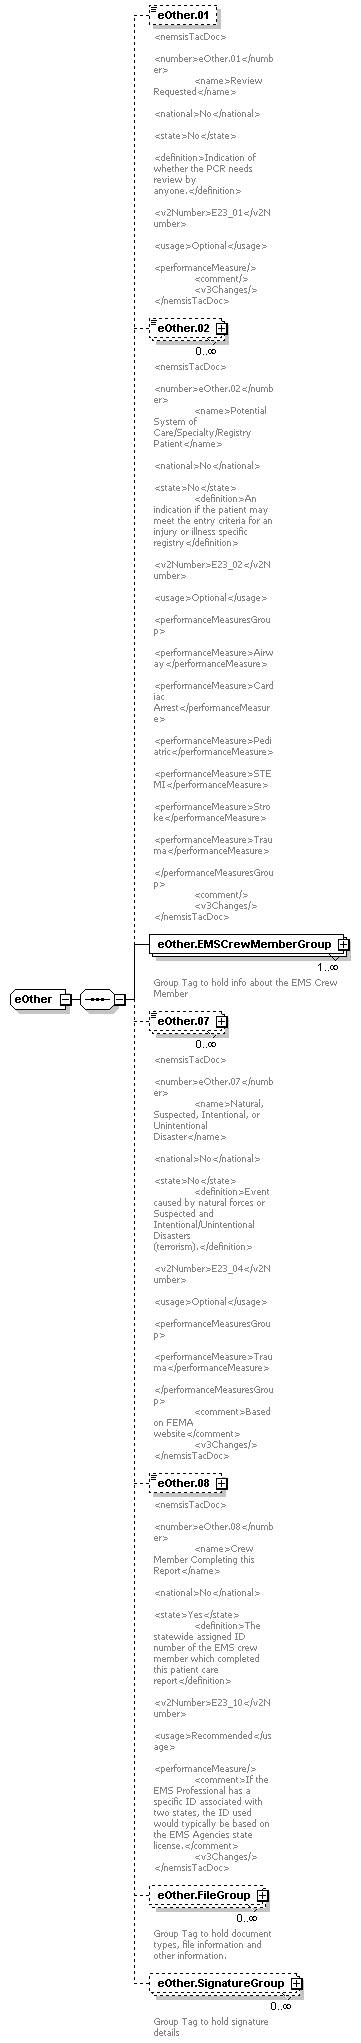 eOther.01
<nemsisTacDoc>
<number>eOther.01</numb
er>
<name>Review
Requested</name>
<national>No</national>
<state>No</state>
<definition>Indication of
whether the PCR needs
review by
anyone.</definition>
<v2Number>E23_01</v2N
umber>
<usage>Optional</usage>
<performanceMeasure/>
<comment/>
<v3Changes/>
</nemsisTacDoc>
eOther.02
0..∞
<nemsisTacDoc>
<number>eOther.02</numb
er>
<name>Potential
System of
Care/Specialty/Registry
Patient</name>
<national>No</national>
<state>No</state>
<definition>An
indication if the patient may
meet the entry criteria for an
injury or illness specific
registry</definition>
<v2Number>E23_02</v2N
umber>
<usage>Optional</usage>
<performanceMeasuresGrou
p>
<performanceMeasure>Airw
ay</performanceMeasure>
<performanceMeasure>Card
iac
Arrest</performanceMeasur
e>
<performanceMeasure>Pedi
atric</performanceMeasure>
<performanceMeasure>STE
MI</performanceMeasure>
<performanceMeasure>Stro
ke</performanceMeasure>
<performanceMeasure>Trau
ma</performanceMeasure>
</performanceMeasuresGrou
p>
<comment/>
<v3Changes/>
</nemsisTacDoc>
eOther.EMSCrewMemberGroup
1..∞
Group Tag to hold info about the EMS Crew
Member
eOther
eOther.07
0..∞
<nemsisTacDoc>
<number>eOther.07</numb
er>
<name>Natural,
Suspected, Intentional, or
Unintentional
Disaster</name>
<national>No</national>
<state>No</state>
<definition>Event
caused by natural forces or
Suspected and
Intentional/Unintentional
Disasters
(terrorism).</definition>
<v2Number>E23_04</v2N
umber>
<usage>Optional</usage>
<performanceMeasuresGrou
p>
<performanceMeasure>Trau
ma</performanceMeasure>
</performanceMeasuresGrou
p>
<comment>Based
on FEMA
website</comment>
<v3Changes/>
</nemsisTacDoc>
eOther.08
<nemsisTacDoc>
<number>eOther.08</numb
er>
<name>Crew
Member Completing this
Report</name>
<national>No</national>
<state>Yes</state>
<definition>The
statewide assigned ID
number of the EMS crew
member which completed
this patient care
report</definition>
<v2Number>E23_10</v2N
umber>
<usage>Recommended</us
age>
<performanceMeasure/>
<comment>If the
EMS Professional has a
specific ID associated with
two states, the ID used
would typically be based on
the EMS Agencies state
license.</comment>
<v3Changes/>
</nemsisTacDoc>
eOther.FileGroup
0..∞
Group Tag to hold document
types, file information and
other information.
eOther.SignatureGroup
0..∞
Group Tag to hold signature
details